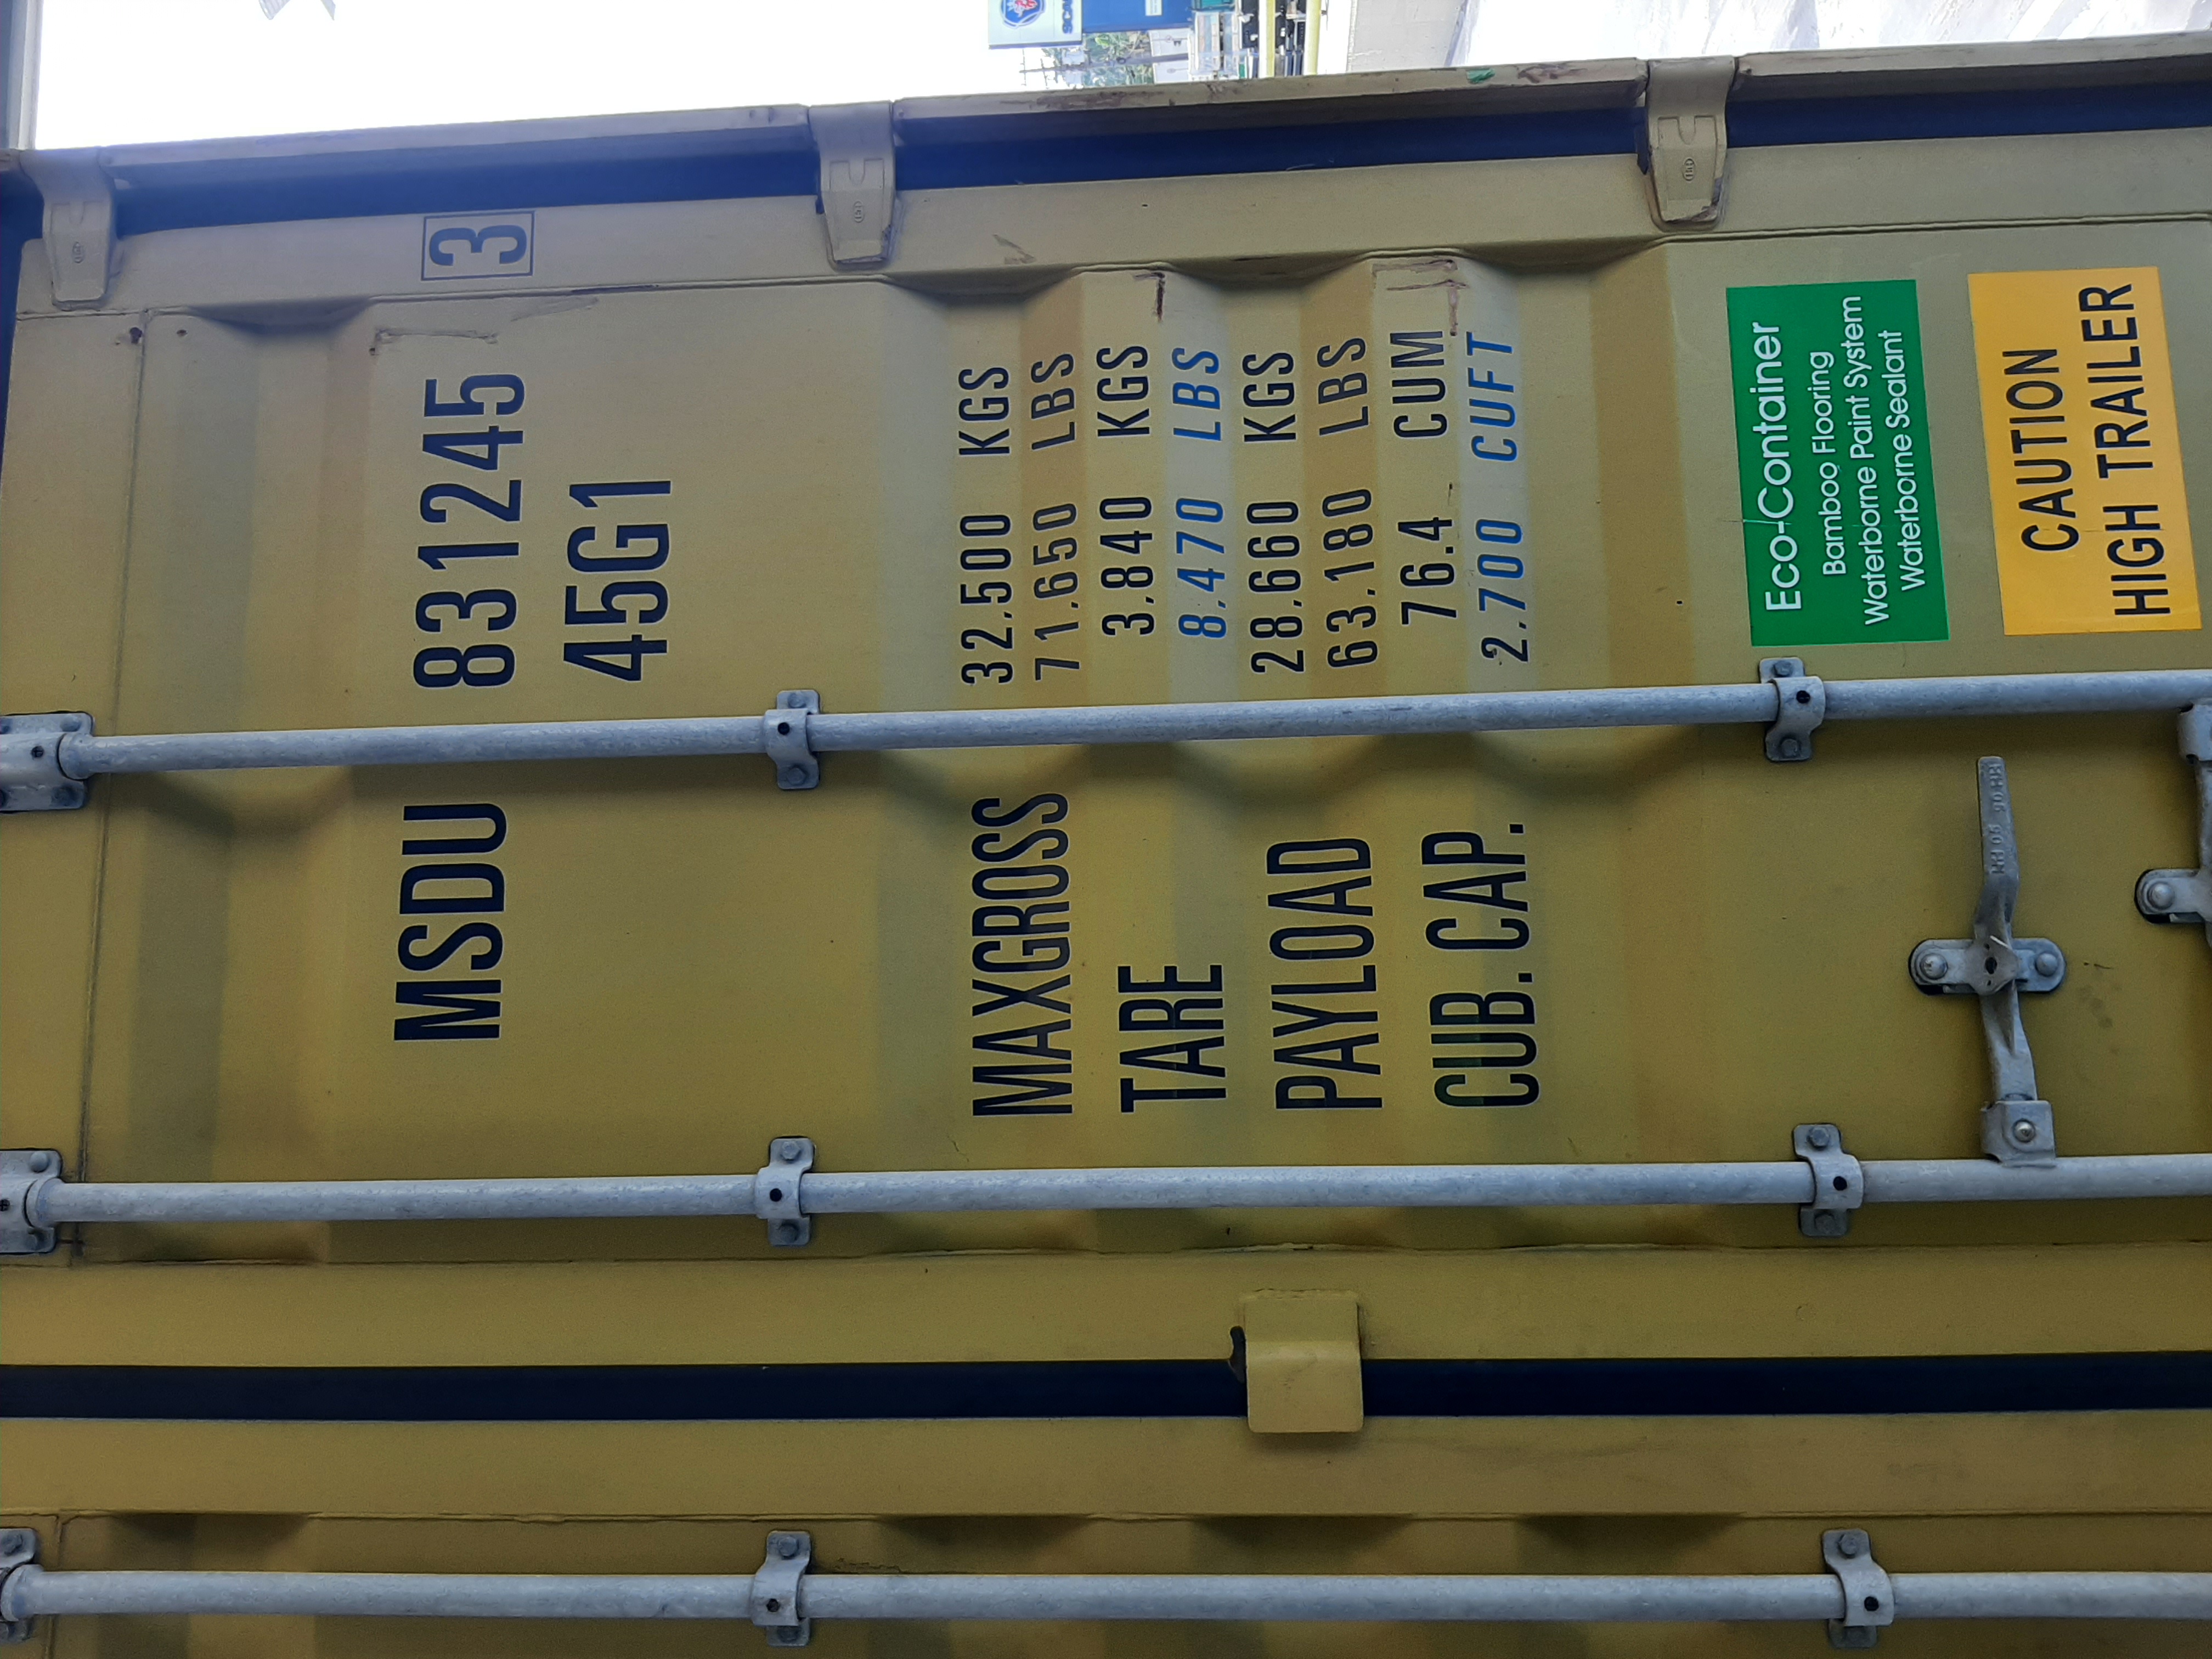 MSDU 831245 3
45G1
MAXGROSS 32.500 KGS
71.650 LBS
TARE 3.840 KGS
8.470 LBS
PAYLOAD 28.660 KGS
63.180 LBS
CUB. CAP. 76.4 CUM
2.700 CUFT
Eco-Container
Bamboo Flooring
Waterborne Paint System
Waterborne Sealant
CAUTION
HIGH TRAILER